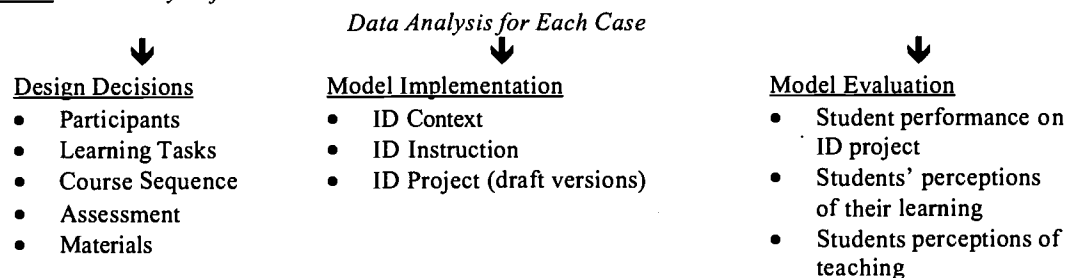 Data Analysis for Each Case
Design Decisions
• Participants
• Learning Tasks
• Course Sequence
• Assessment
• Materials
Model Implementation
• ID Context
• ID Instruction
• ID Project (draft versions)
Model Evaluation
• Student performance on
ID project
• Students' perceptions
of their learning
• Students perceptions of
teaching